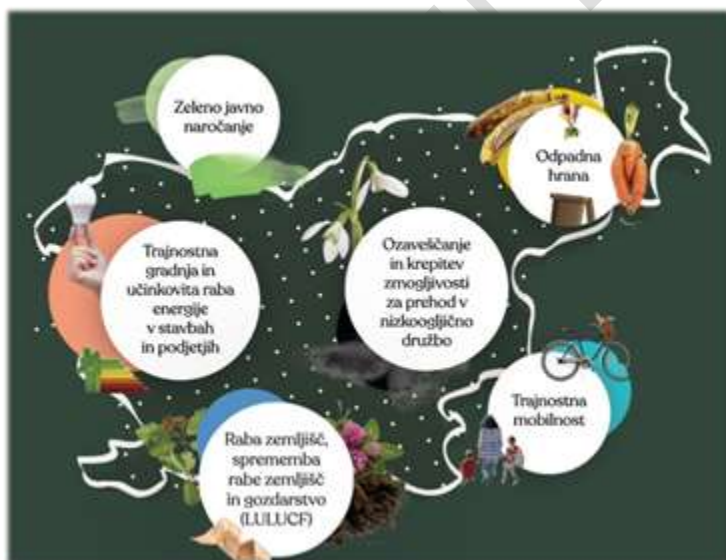 Zeleno javno
naročanje
Odpadna
hrana
Trajnostna
gradnja in
učinkovita raba
energije
v stavbah
in podjetjih
Ozaveščanje
in krepitev
zmogljivosti
za prehod v
nizkoogljično
družbo
Trajnostna
mobilnost
Raba zemljišč,
sprememba
rabe zemljišč
in gozdarstvo
(LULUCF)